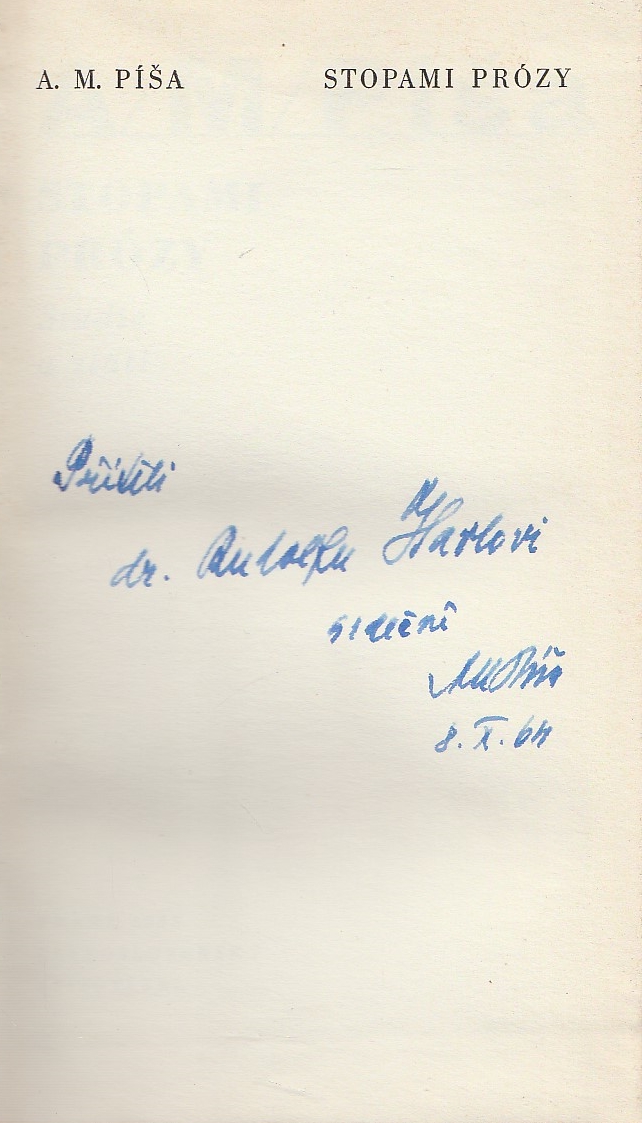 A. M. PÍŠA STOPAMI PRÓZY
Příteli
dr. Rudolfu Havlovi
srdečně
AMPíša
8. X. 64